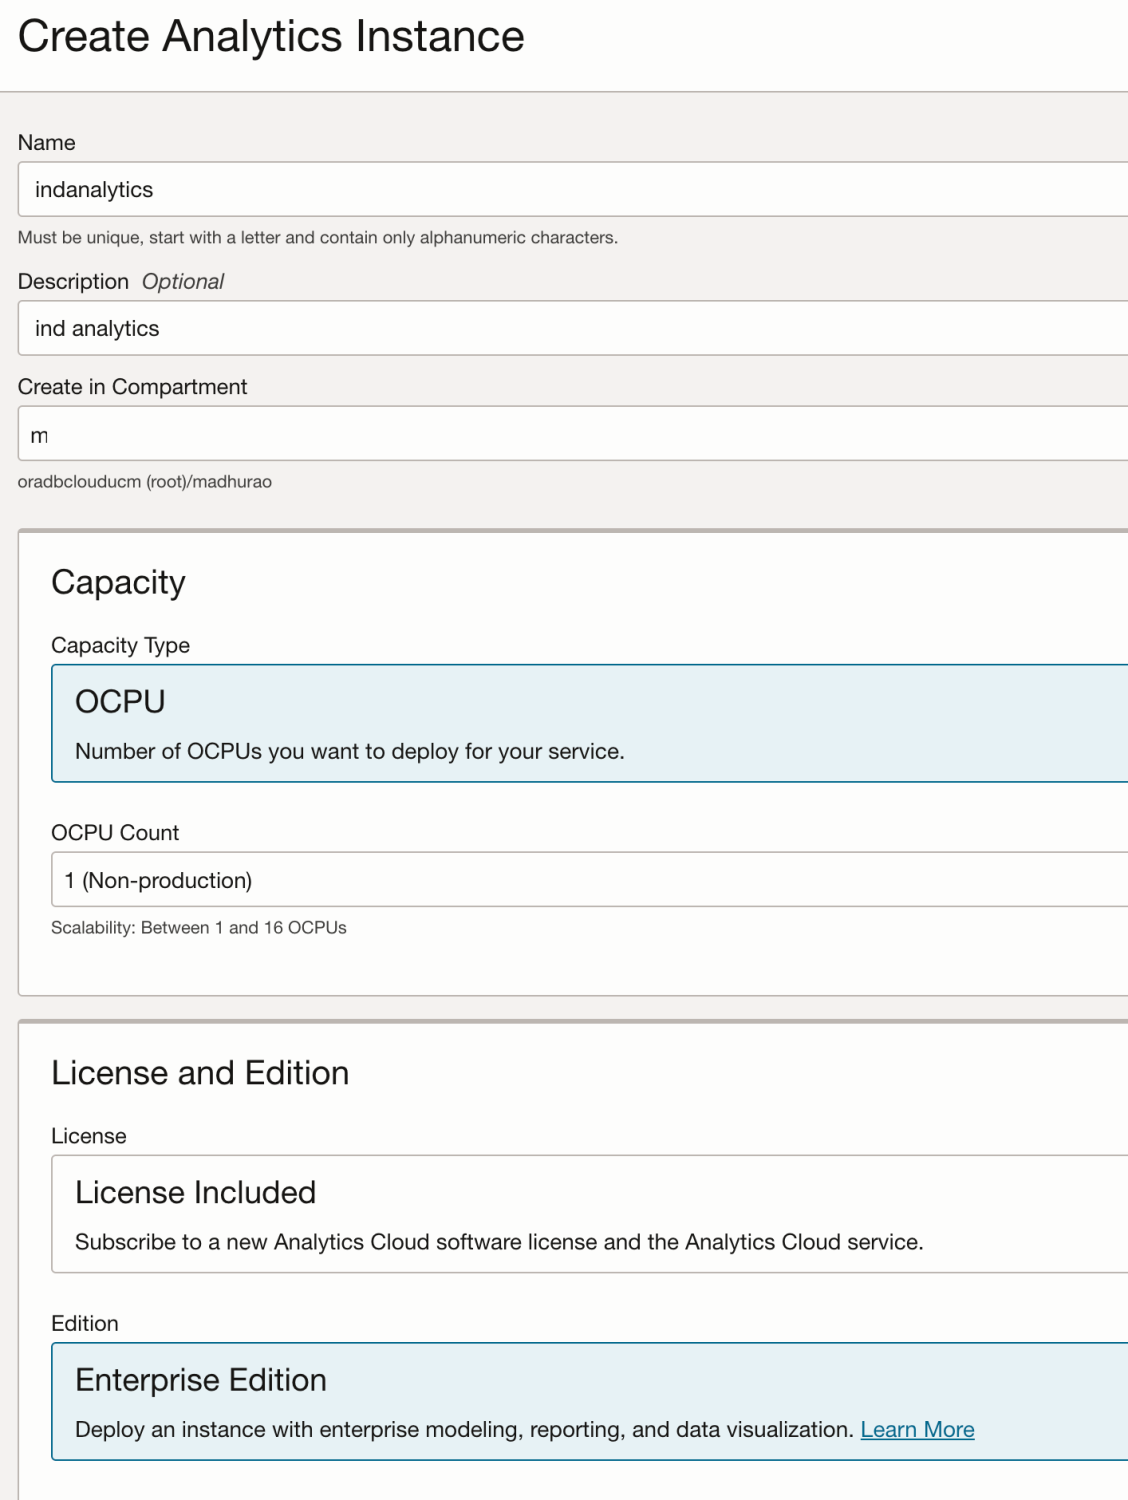 Create Analytics Instance
Name
indanalytics
Must be unique, start with a letter and contain only alphanumeric characters.
Description Optional
ind analytics
Create in Compartment
m
oradbclouducm (root)/madhurao
Capacity
Capacity Type
OCPU
Number of OCPUs you want to deploy for your service.
OCPU Count
1 (Non-production)
Scalability: Between 1 and 16 OCPUs
License and Edition
License
License Included
Subscribe to a new Analytics Cloud software license and the Analytics Cloud service.
Edition
Enterprise Edition
Deploy an instance with enterprise modeling, reporting, and data visualization. Learn More